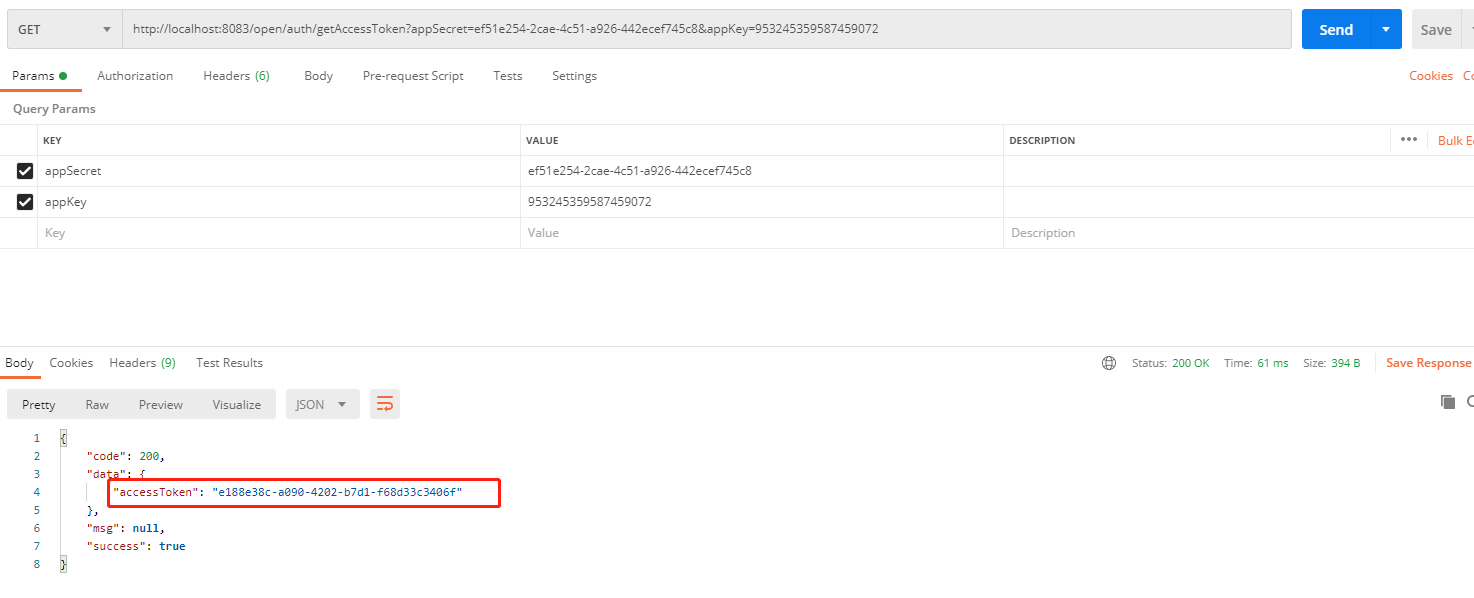 GET http://localhost:8083/open/auth/getAccessToken?appSecret=ef51e254-2cae-4c51-a926-442ecef745c8&appKey=953245359587459072 Send Save
Params Authorization Headers (6) Body Pre-request Script Tests Settings Cookies Co
Query Params
KEY VALUE DESCRIPTION ••• Bulk E
appSecret ef51e254-2cae-4c51-a926-442ecef745c8
appKey 953245359587459072
Key Value Description
Body Cookies Headers (9) Test Results Status: 200 OK Time: 61 ms Size: 394 B Save Response
Pretty Raw Preview Visualize JSON
1 {
2 "code": 200,
3 "data": {
4 "accessToken": "e188e38c-a090-4202-b7d1-f68d33c3406f"
5 },
6 "msg": null,
7 "success": true
8 }